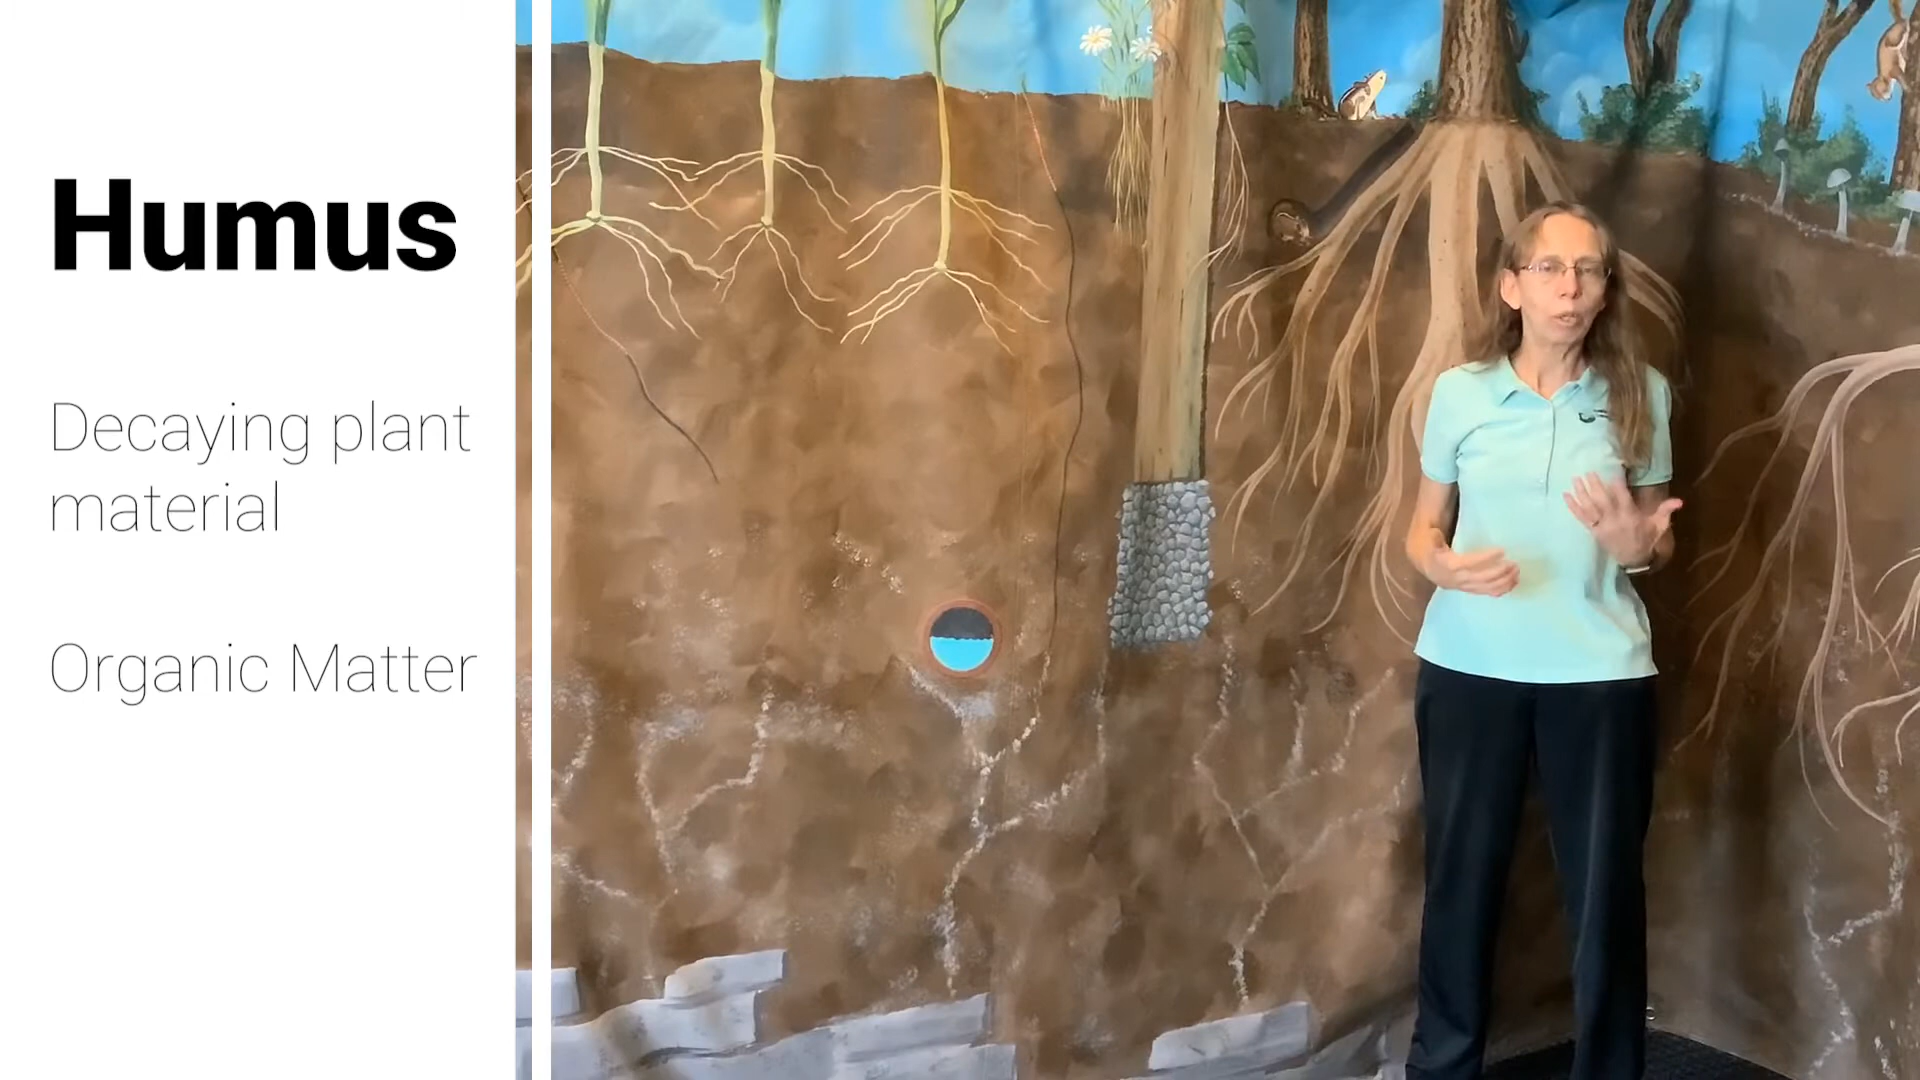 Humus
Decaying plant
material
Organic Matter